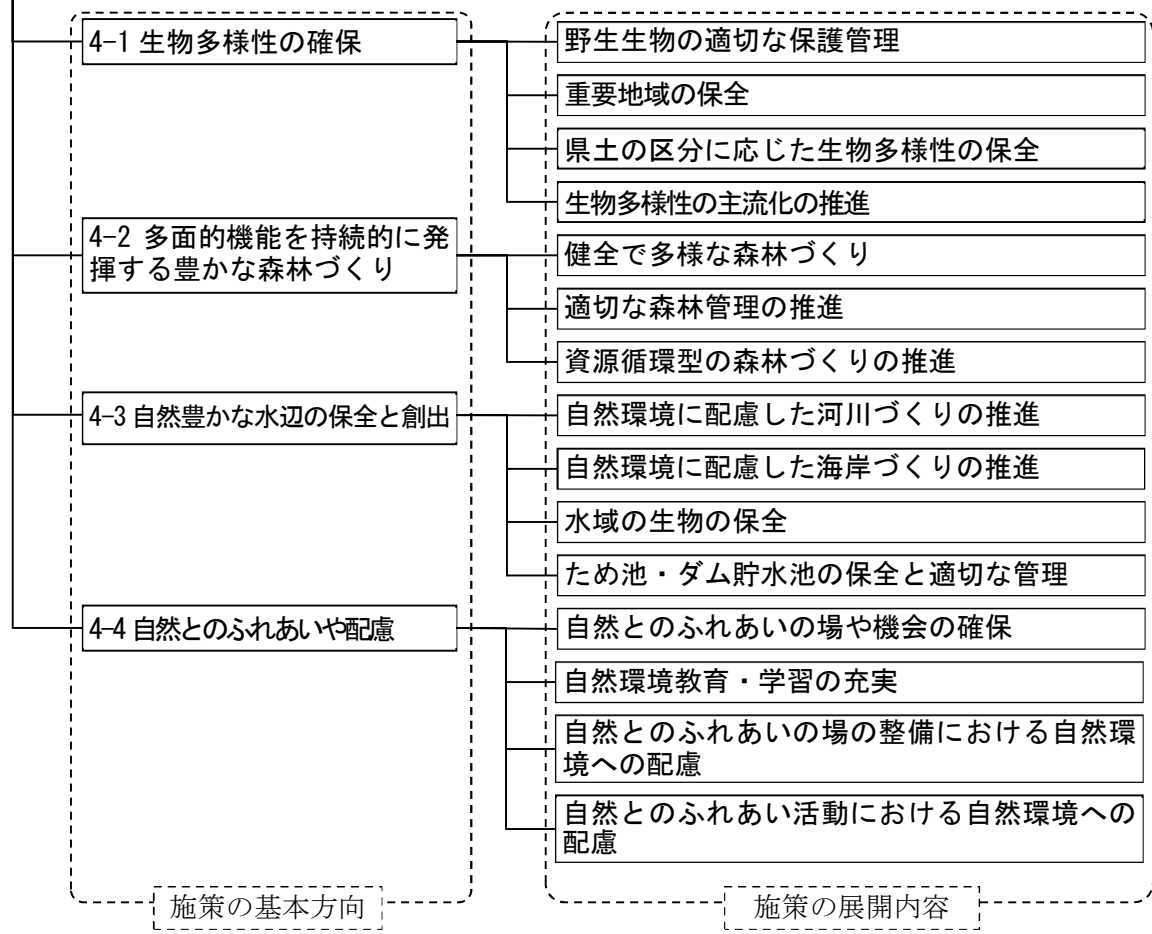 4-1 生物多様性の確保
野生生物の適切な保護管理
重要地域の保全
県土の区分に応じた生物多様性の保全
生物多様性の主流化の推進
4-2 多面的機能を持続的に発
揮する豊かな森林づくり
健全で多様な森林づくり
適切な森林管理の推進
資源循環型の森林づくりの推進
4-3 自然豊かな水辺の保全と創出
自然環境に配慮した河川づくりの推進
自然環境に配慮した海岸づくりの推進
水域の生物の保全
ため池・ダム貯水池の保全と適切な管理
4-4 自然とのふれあいや配慮
自然とのふれあいの場や機会の確保
自然環境教育・学習の充実
自然とのふれあいの場の整備における自然環
境への配慮
自然とのふれあい活動における自然環境への
配慮
施策の基本方向
施策の展開内容